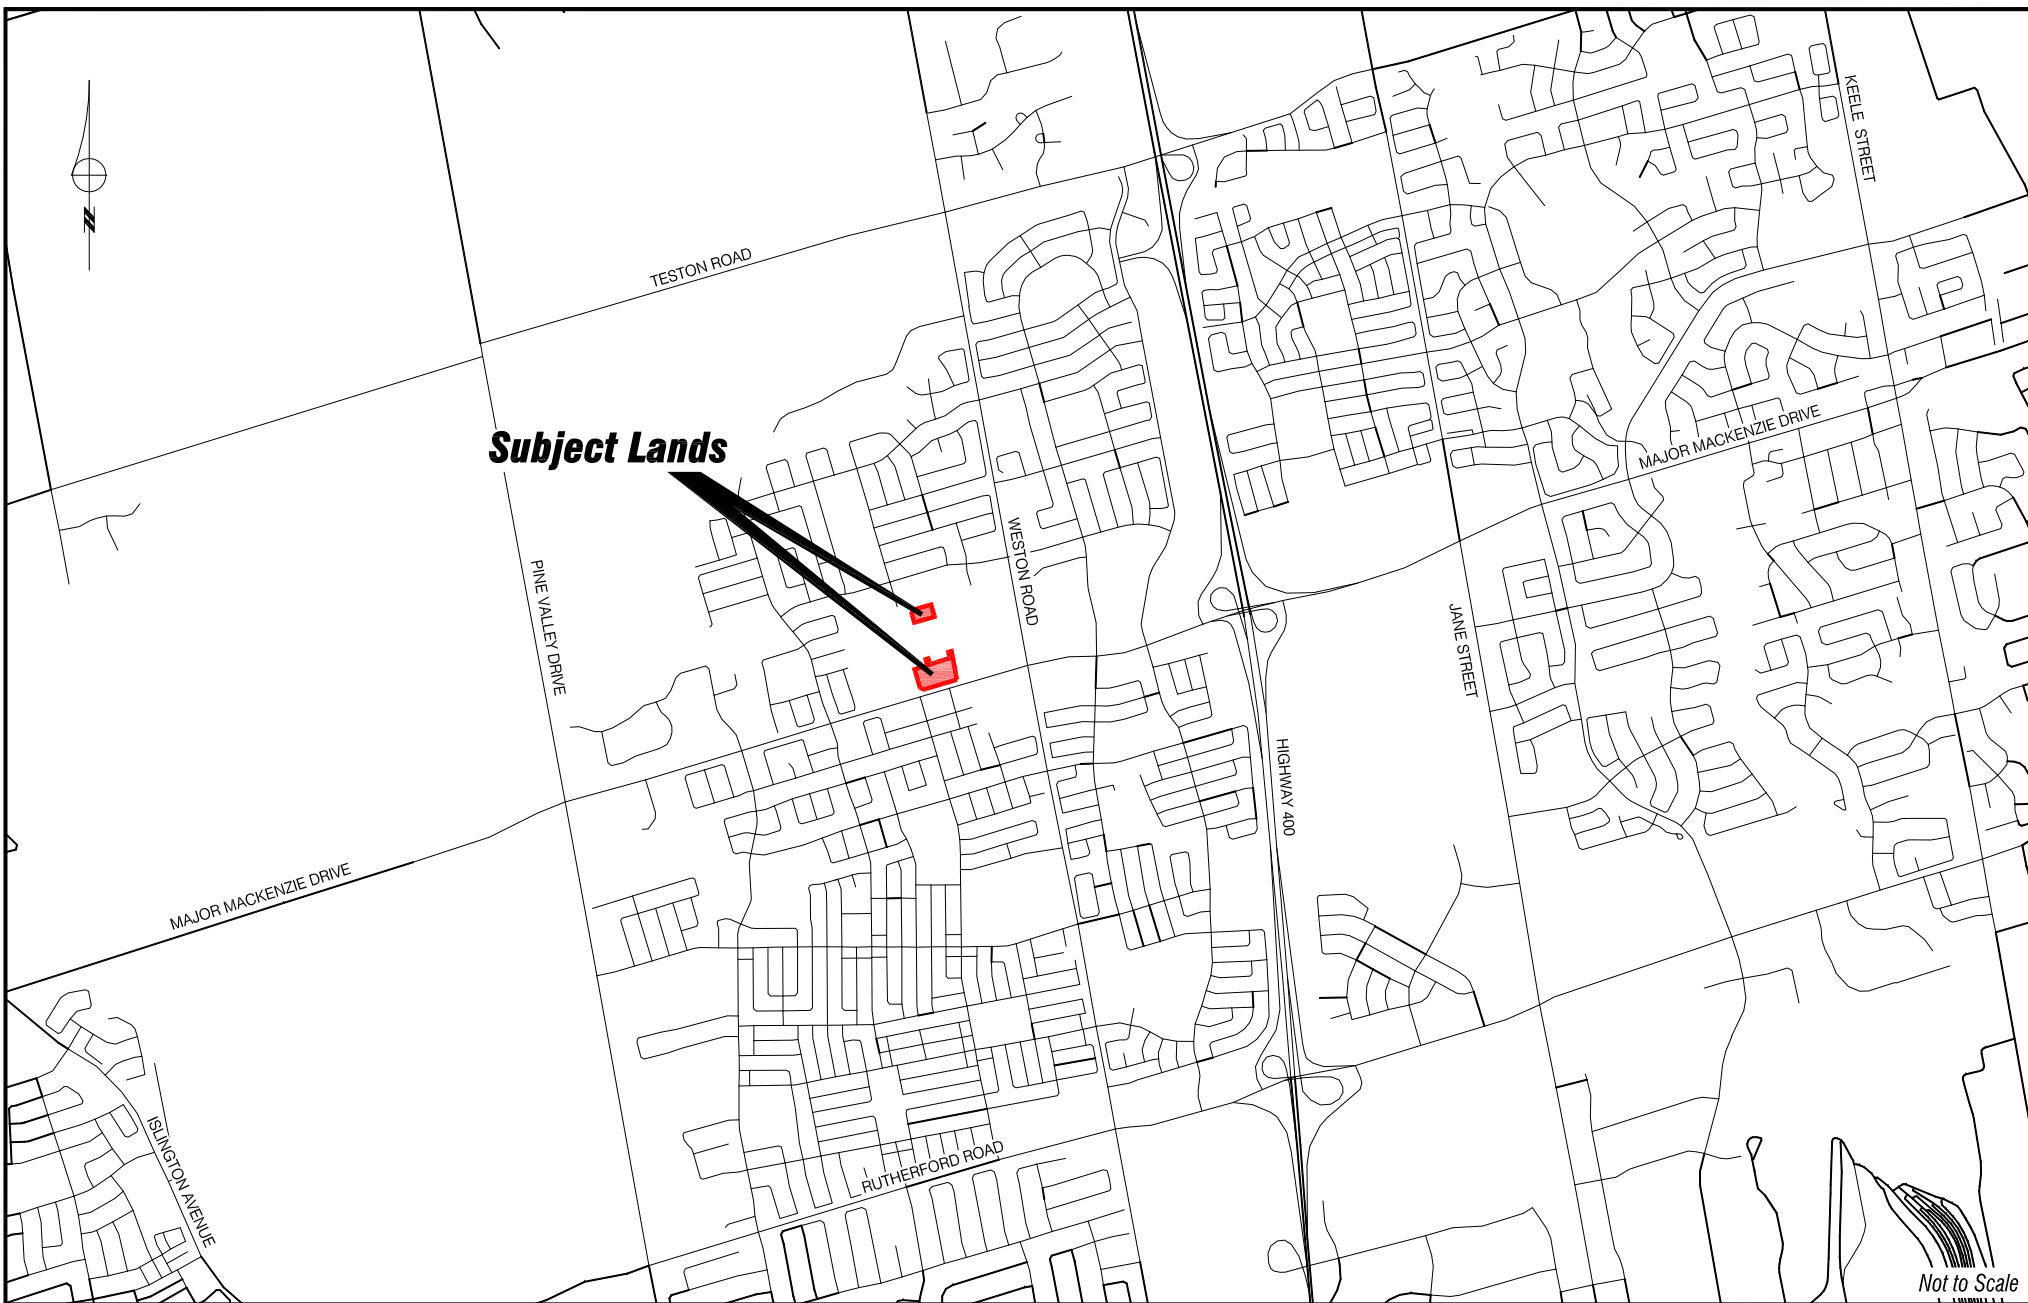 KEELE STREET
N
TESTON ROAD
Subject Lands
MAJOR MACKENZIE DRIVE
WESTON ROAD
PINE VALLEY DRIVE
JANE STREET
HIGHWAY 400
MAJOR MACKENZIE DRIVE
ISLINGTON AVENUE
RUTHERFORD ROAD
Not to Scale